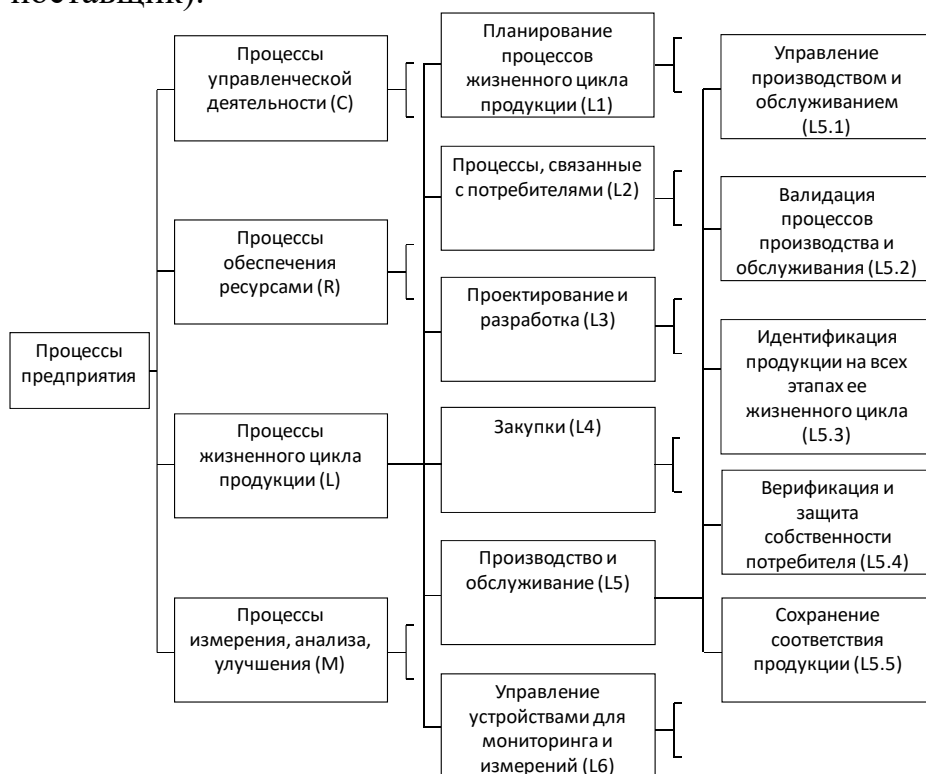 поставщик).
Процессы
предприятия
Процессы
управленческой
деятельности (С)
Процессы
обеспечения
ресурсами (R)
Процессы
жизненного цикла
продукции (L)
Процессы
измерения, анализа,
улучшения (М)
Планирование
процессов
жизненного цикла
продукции (L1)
Процессы, связанные
с потребителями (L2)
Проектирование и
разработка (L3)
Закупки (L4)
Производство и
обслуживание (L5)
Управление
устройствами для
мониторинга и
измерений (L6)
Управление
производством и
обслуживанием
(L5.1)
Валидация
процессов
производства и
обслуживания (L5.2)
Идентификация
продукции на всех
этапах ее
жизненного цикла
(L5.3)
Верификация и
защита
собственности
потребителя (L5.4)
Сохранение
соответствия
продукции (L5.5)